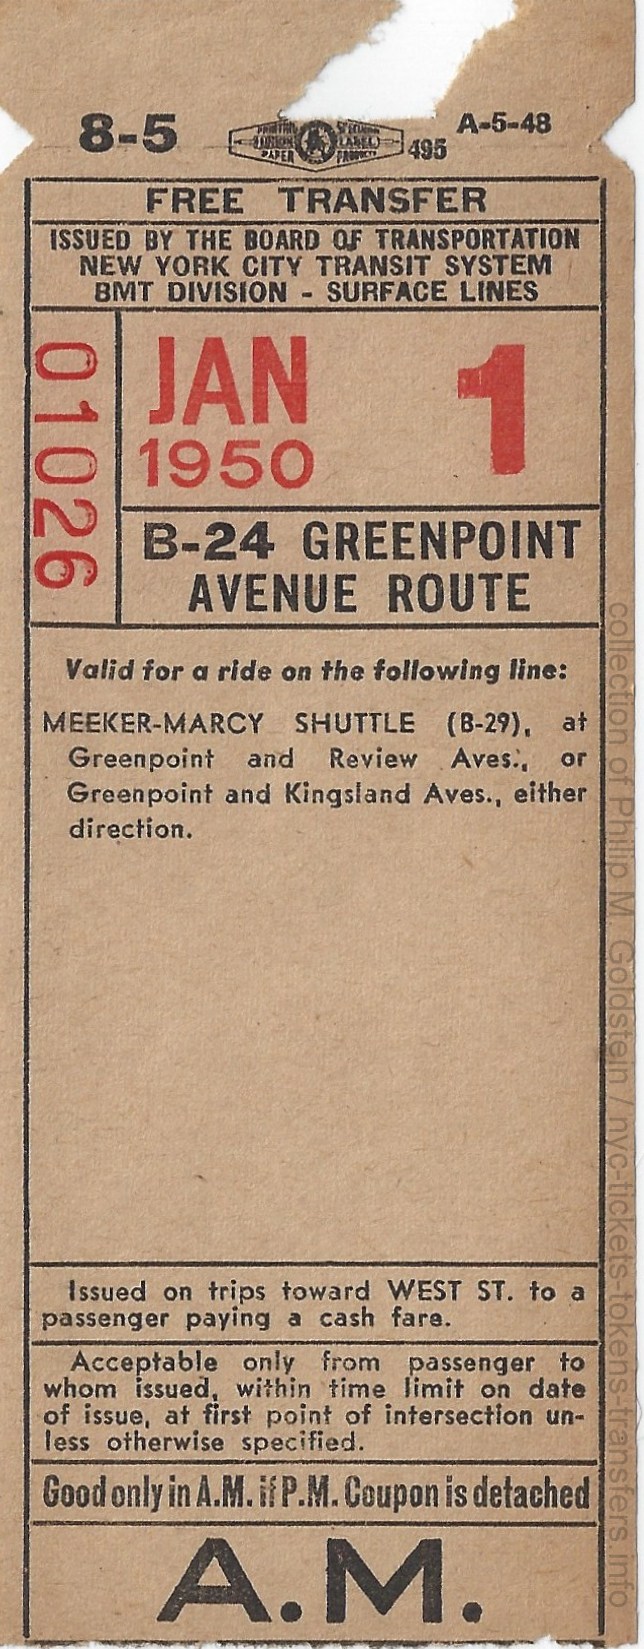 8-5
495
A-5-48
FREE TRANSFER
ISSUED BY THE BOARD OF TRANSPORTATION
NEW YORK CITY TRANSIT SYSTEM
BMT DIVISION - SURFACE LINES
01026
JAN 1
1950
B-24 GREENPOINT
AVENUE ROUTE
Valid for a ride on the following line:
MEEKER-MARCY SHUTTLE (B-29), at
Greenpoint and Review Aves., or
Greenpoint and Kingsland Aves., either
direction.
Issued on trips toward WEST ST. to a
passenger paying a cash fare.
Acceptable only from passenger to
whom issued, within time limit on date
of issue, at first point of intersection un-
less otherwise specified.
Good only in A.M. if P.M. Coupon is detached
A.M.
collection of Philip M. Goldstein / nyc-tickets-tokens-transfers.info